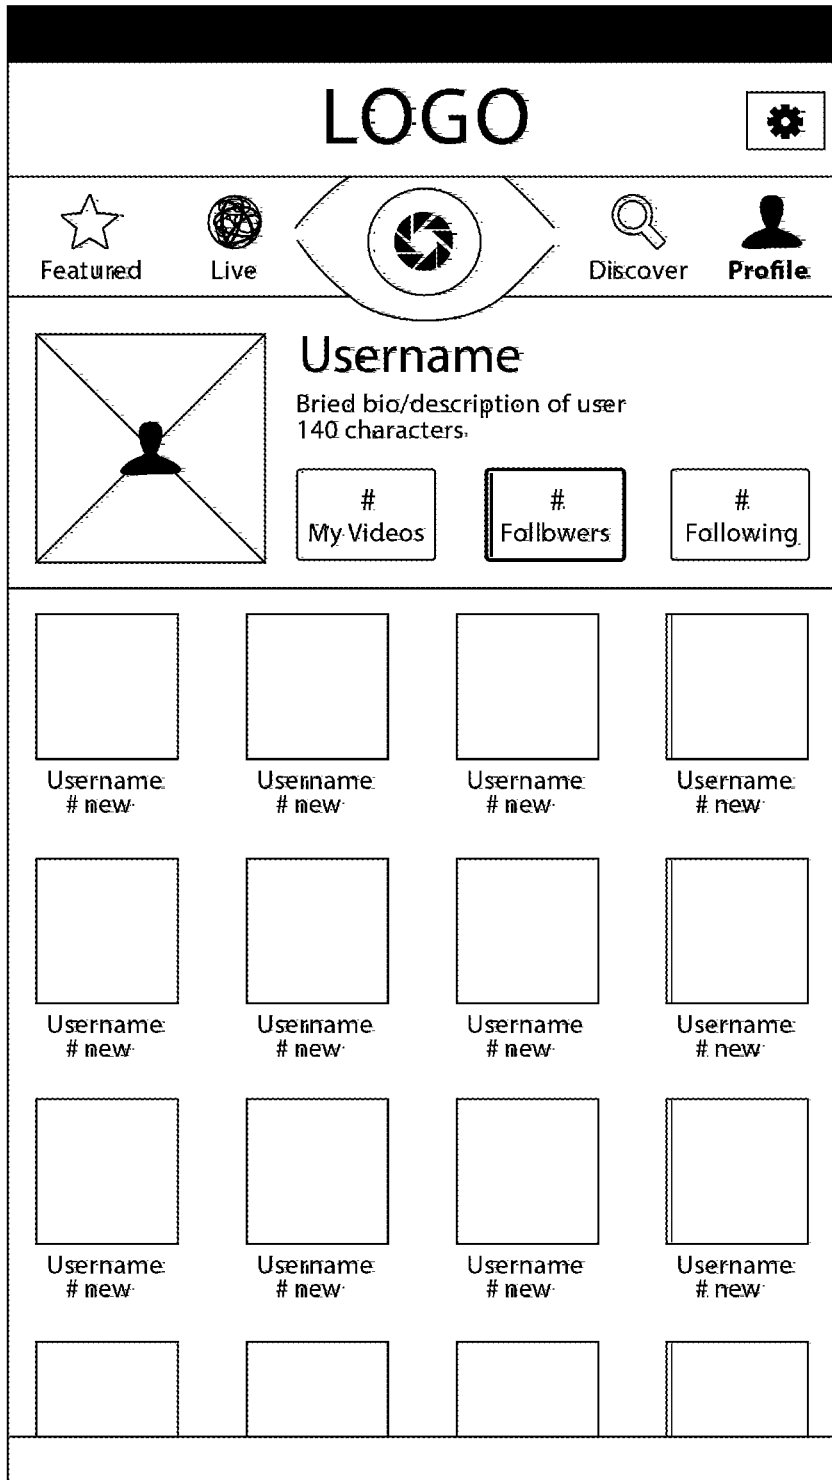 LOGO
Featured Live Discover Profile
Username
Bried bio/description of user
140 characters.
# # #
My Videos Followers Following
Username Username Username Username
# new # new # new # new
Username Username Username Username
# new # new # new # new
Username Username Username Username
# new # new # new # new